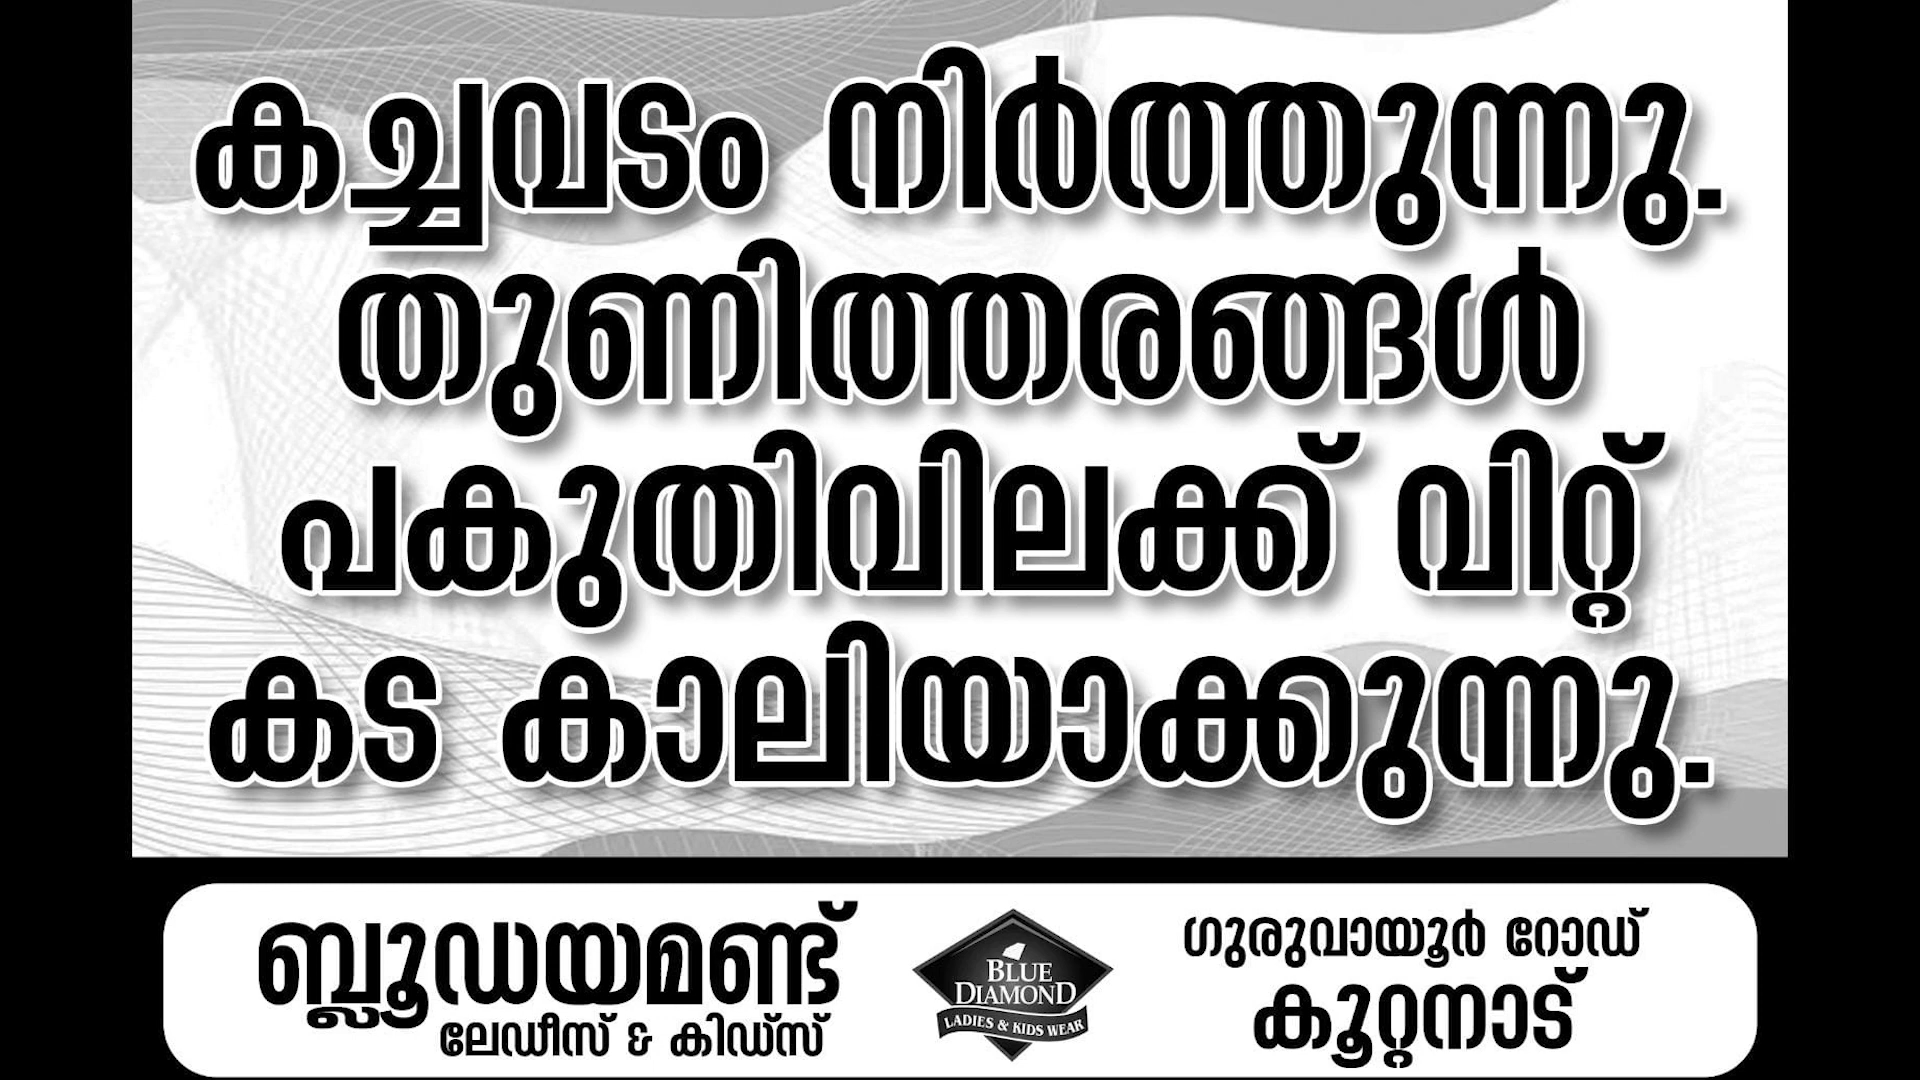 കച്ചവടം നിർത്തുന്നു.
തുണിത്തരങ്ങൾ
പകുതിവിലക്ക് വിറ്റ്
കട കാലിയാക്കുന്നു.
ബ്ലൂഡയമണ്ട്
ലേഡീസ് & കിഡ്സ്
BLUE
DIAMOND
LADIES & KIDS WEAR
ഗുരുവായൂർ റോഡ്
കൂറ്റനാട്